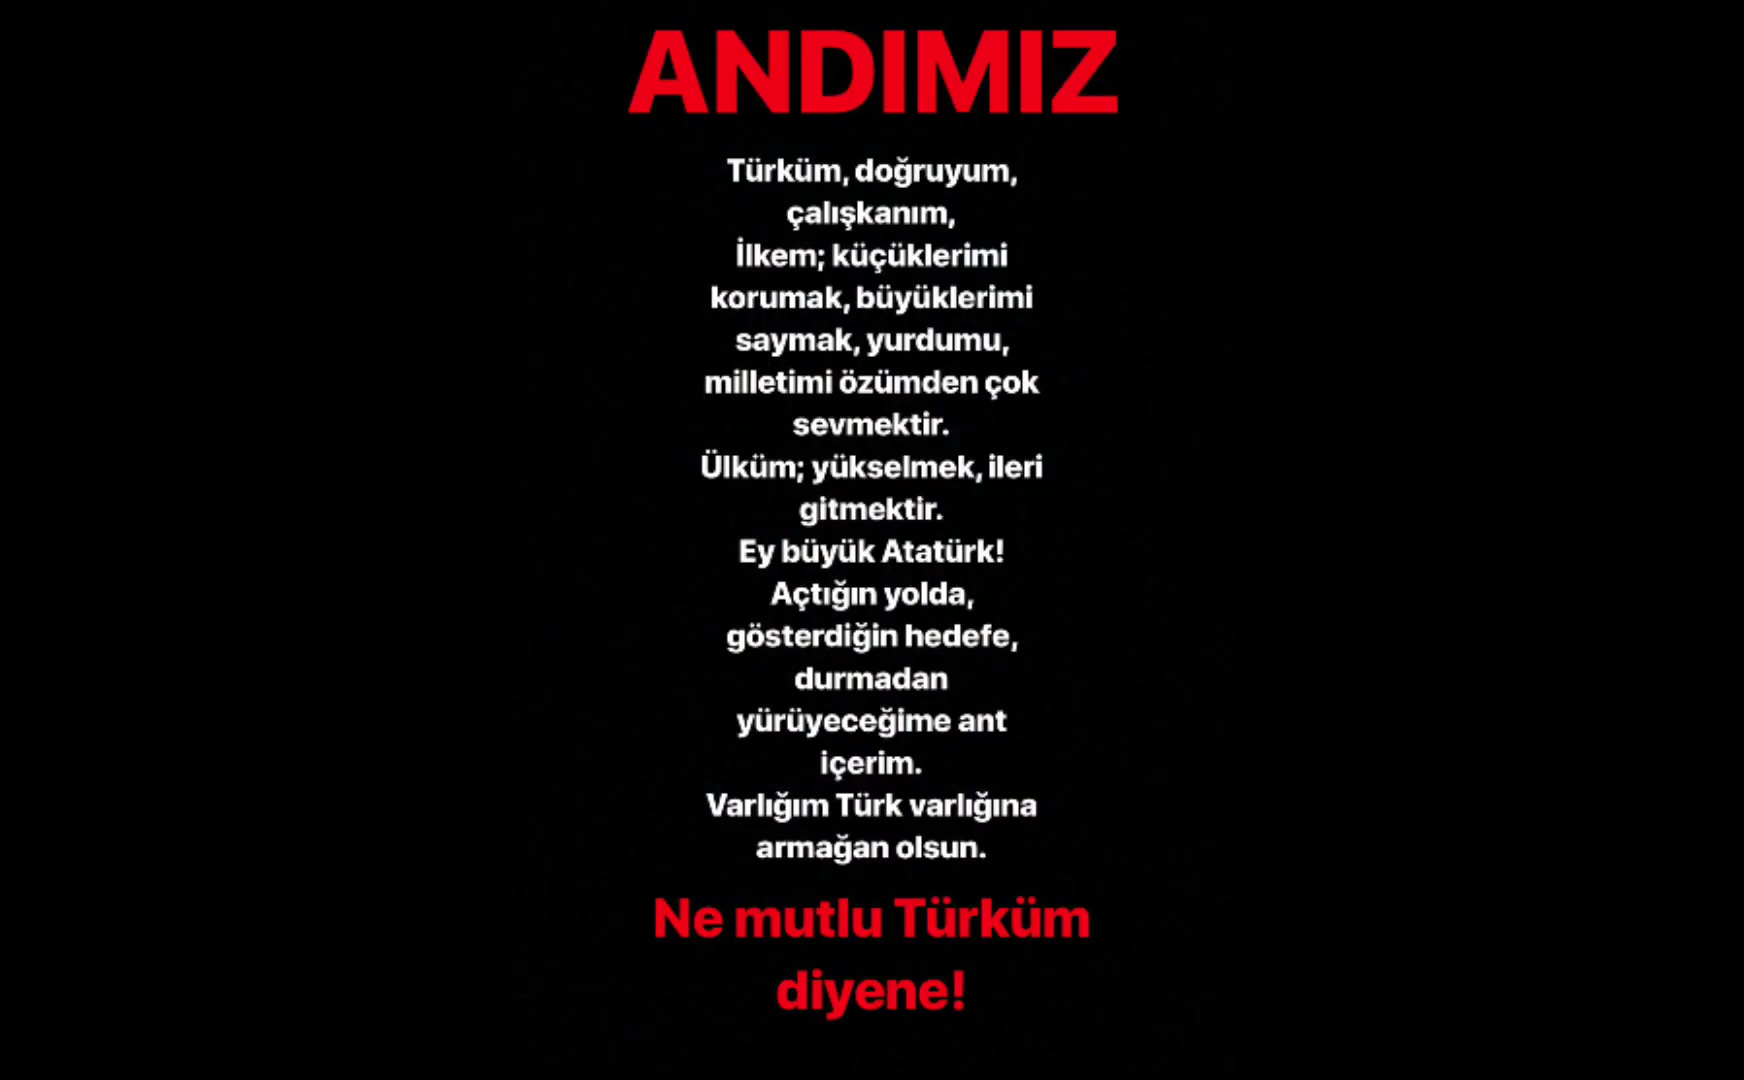 ANDIMIZ
Türküm, doğruyum,
çalışkanım,
İlkem; küçüklerimi
korumak, büyüklerimi
saymak, yurdumu,
milletimi özümden çok
sevmektir.
Ülküm; yükselmek, ileri
gitmektir.
Ey büyük Atatürk!
Açtığın yolda,
gösterdiğin hedefe,
durmadan
yürüyeceğime ant
içerim.
Varlığım Türk varlığına
armağan olsun.
Ne mutlu Türküm
diyene!